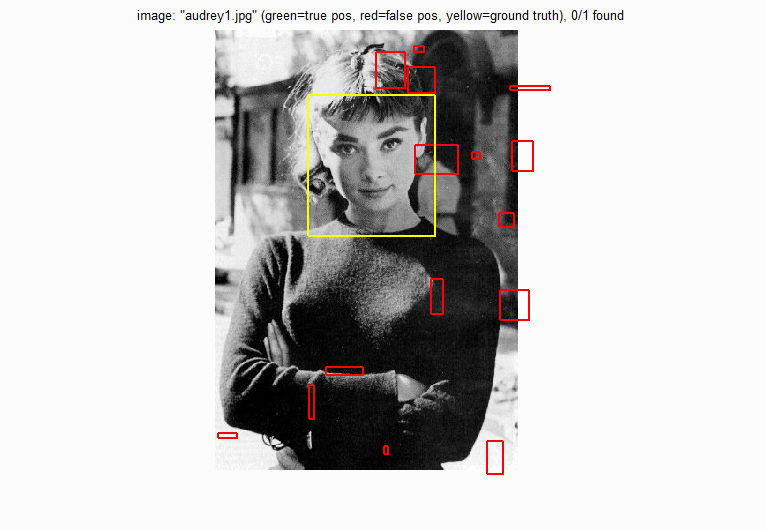 image: "audrey1.jpg" (green=true pos, red=false pos, yellow=ground truth), 0/1 found